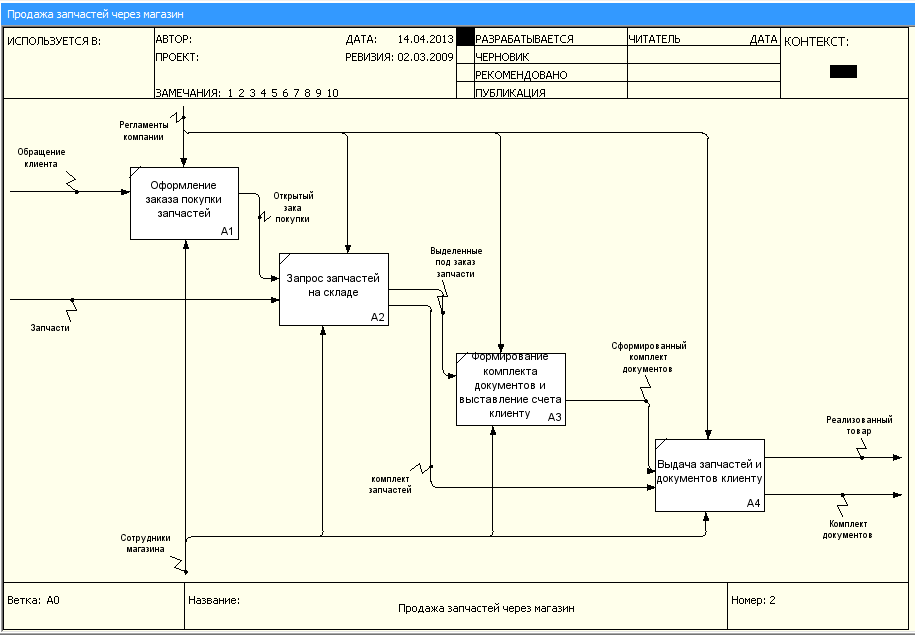 Продажа запчастей через магазин
ИСПОЛЬЗУЕТСЯ В:
АВТОР:
ДАТА: 14.04.2013
ПРОЕКТ:
РЕВИЗИЯ: 02.03.2009
ЗАМЕЧАНИЯ: 1 2 3 4 5 6 7 8 9 10
РАЗРАБАТЫВАЕТСЯ
ЧЕРНОВИК
РЕКОМЕНДОВАНО
ПУБЛИКАЦИЯ
ЧИТАТЕЛЬ
ДАТА
КОНТЕКСТ:
Регламенты
компании
Обращение
клиента
Оформление
заказа покупки
запчастей
A1
Открытый
зака
покупки
Запрос запчастей
на складе
A2
Запчасти
Выделенные
под заказ
запчасти
Формирование
комплекта
документов и
выставление счета
клиенту
A3
Сформированный
комплект
документов
Выдача запчастей и
документов клиенту
A4
Реализованный
товар
Комплект
документов
комплект
запчастей
Сотрудники
магазина
Ветка: A0
Название:
Продажа запчастей через магазин
Номер: 2